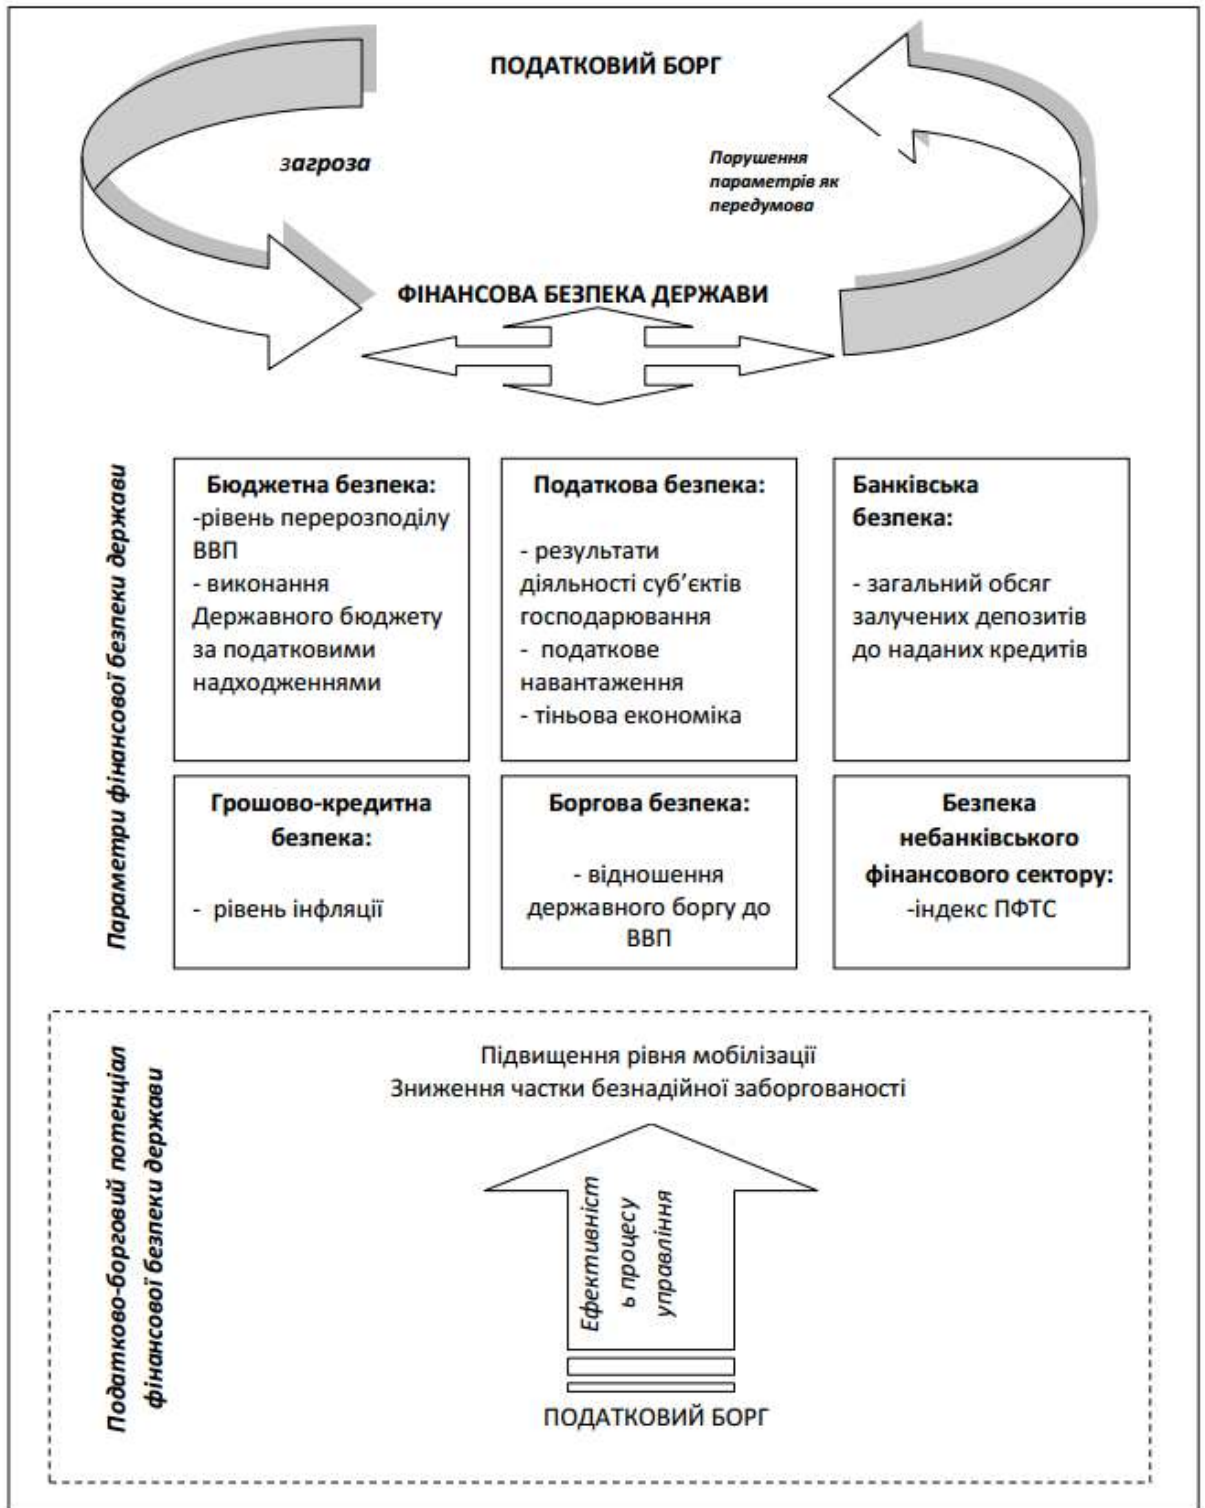 ПОДАТКОВИЙ БОРГ
загроза
Порушення
параметрів як
передумова
ФІНАНСОВА БЕЗПЕКА ДЕРЖАВИ
Параметри фінансової безпеки держави
Бюджетна безпека:
-рівень перерозподілу
ВВП
- виконання
Державного бюджету
за податковими
надходженнями
Податкова безпека:
- результати
діяльності суб’єктів
господарювання
- податкове
навантаження
- тіньова економіка
Банківська
безпека:
- загальний обсяг
залучених депозитів
до наданих кредитів
Грошово-кредитна
безпека:
- рівень інфляції
Боргова безпека:
- відношення
державного боргу до
ВВП
Безпека
небанківського
фінансового сектору:
-індекс ПФТС
Податково-борговий потенціал
фінансової безпеки держави
Підвищення рівня мобілізації
Зниження частки безнадійної заборгованості
Ефективніст
ь процесу
управління
ПОДАТКОВИЙ БОРГ